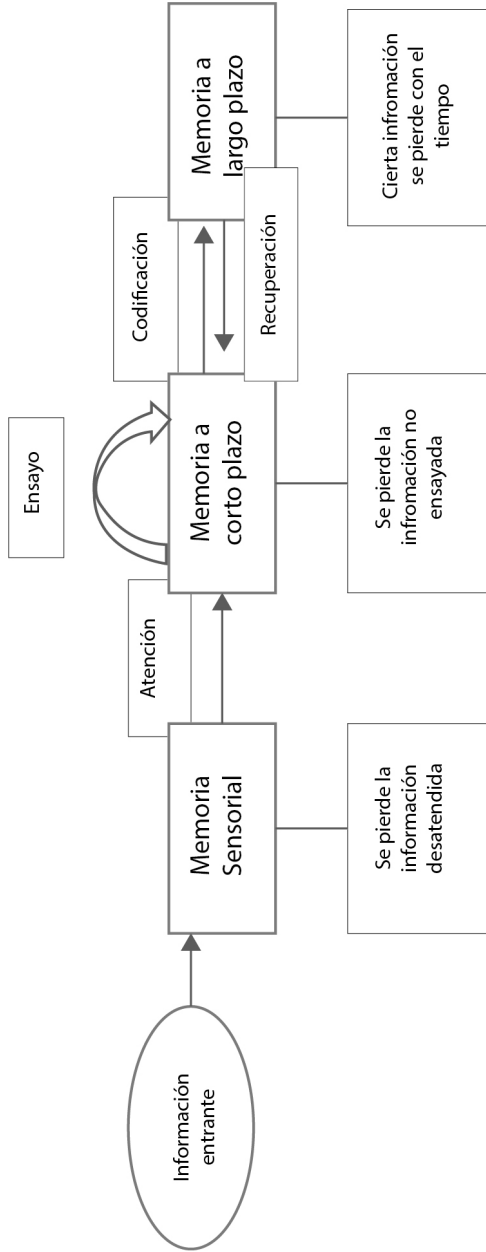 Información
entrante
Memoria
Sensorial
Se pierde la
información
desatendida
Atención
Ensayo
Memoria a
corto plazo
Se pierde la
infromación no
ensayada
Codificación
Recuperación
Memoria a
largo plazo
Cierta infromación
se pierde con el
tiempo